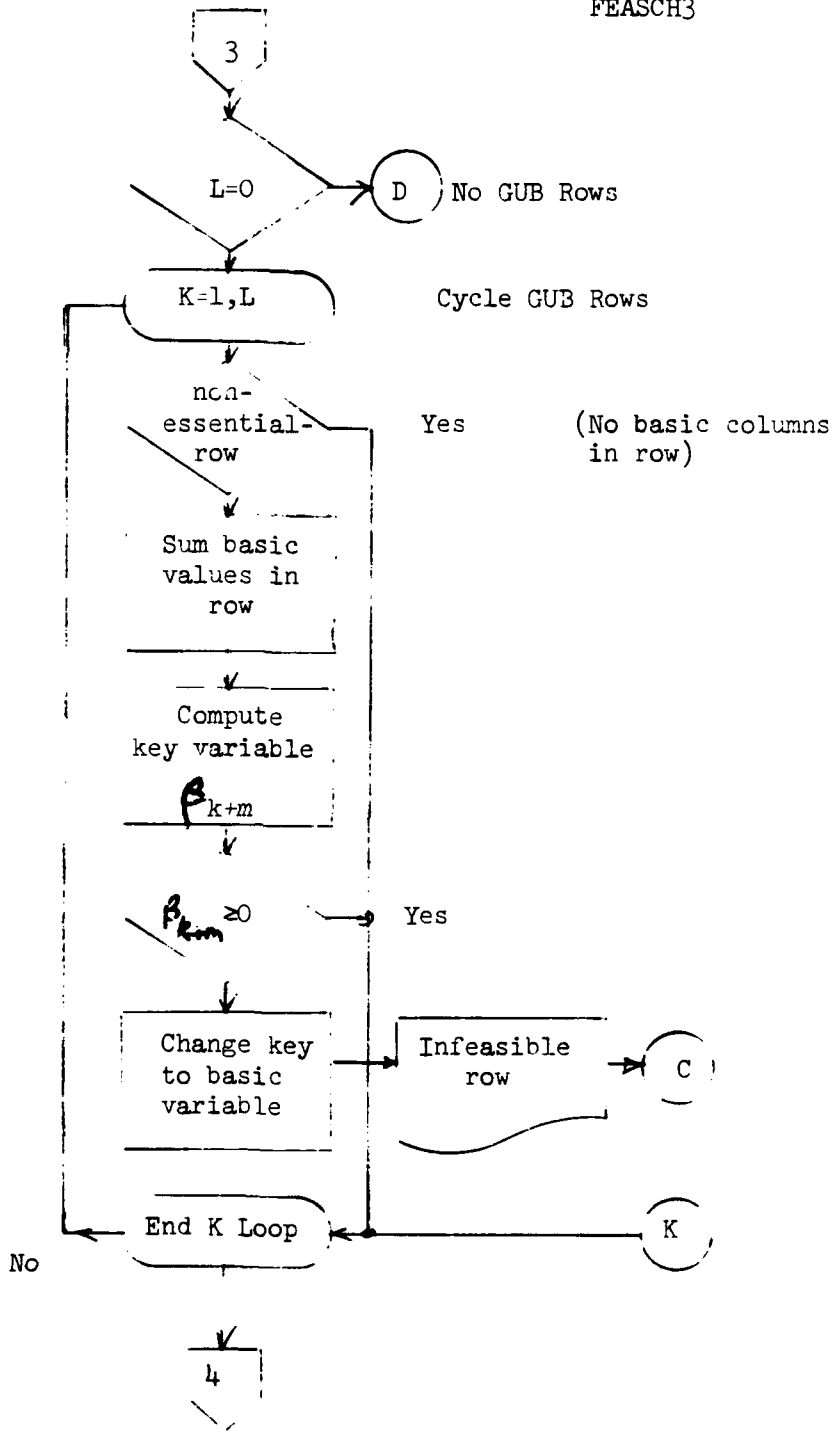 FEASCH3
3
L=0
D
No GUB Rows
K=1,L
Cycle GUB Rows
non-
essential-
row
Yes
(No basic columns
in row)
Sum basic
values in
row
Compute
key variable
β k+m
β k+m ≥0
Yes
Change key
to basic
variable
Infeasible
row
C
End K Loop
K
No
4